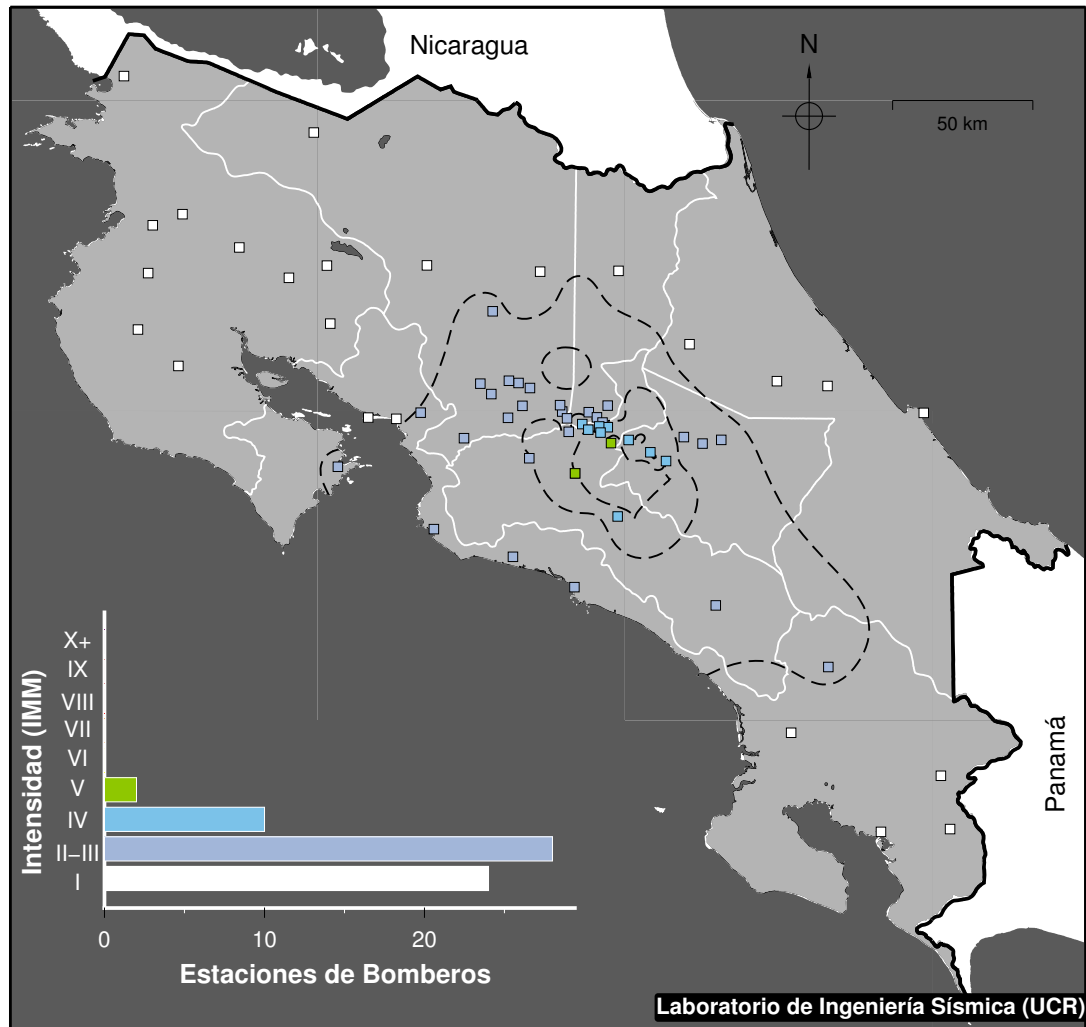 Nicaragua
N
50 km
Panamá
Intensidad (IMM)
X+
IX
VIII
VII
VI
V
IV
II−III
I
0
10
20
Estaciones de Bomberos
Laboratorio de Ingeniería Sísmica (UCR)